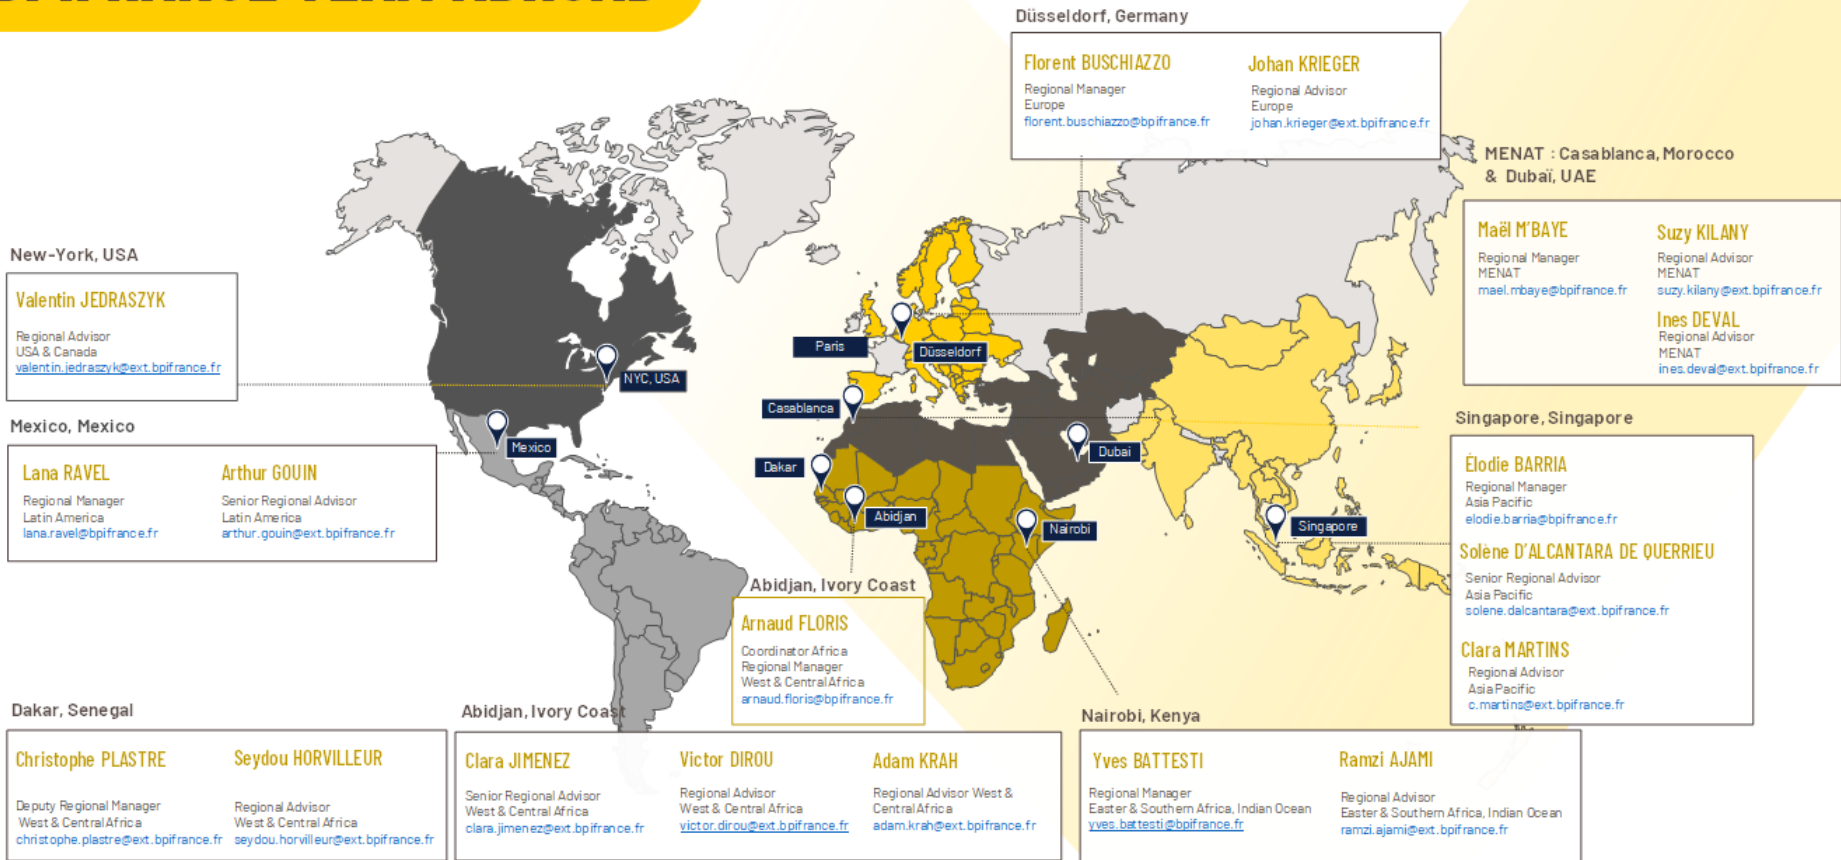 Düsseldorf, Germany
Florent BUSCHIAZZO
Regional Manager
Europe
florent.buschiazzo@bpifrance.fr
Johan KRIEGER
Regional Advisor
Europe
johan.krieger@ext.bpifrance.fr
MENAT : Casablanca, Morocco
& Dubaï, UAE
Maël M'BAYE
Regional Manager
MENAT
mael.mbaye@bpifrance.fr
Suzy KILANY
Regional Advisor
MENAT
suzy.kilany@ext.bpifrance.fr
Ines DEVAL
Regional Advisor
MENAT
ines.deval@ext.bpifrance.fr
New-York, USA
Valentin JEDRASZYK
Regional Advisor
USA & Canada
valentin.jedraszyk@ext.bpifrance.fr
Mexico, Mexico
Lana RAVEL
Regional Manager
Latin America
lana.ravel@bpifrance.fr
Arthur GOUIN
Senior Regional Advisor
Latin America
arthur.gouin@ext.bpifrance.fr
Paris
Düsseldorf
NYC, USA
Casablanca
Mexico
Dubai
Dakar
Abidjan
Nairobi
Singapore
Singapore, Singapore
Élodie BARRIA
Regional Manager
Asia Pacific
elodie.barria@bpifrance.fr
Solène D'ALCANTARA DE QUERRIEU
Senior Regional Advisor
Asia Pacific
solene.dalcantara@ext.bpifrance.fr
Clara MARTINS
Regional Advisor
Asia Pacific
c.martins@ext.bpifrance.fr
Abidjan, Ivory Coast
Arnaud FLORIS
Coordinator Africa
Regional Manager
West & Central Africa
arnaud.floris@bpifrance.fr
Dakar, Senegal
Christophe PLASTRE
Deputy Regional Manager
West & Central Africa
christophe.plastre@ext.bpifrance.fr
Seydou HORVILLEUR
Regional Advisor
West & Central Africa
seydou.horvilleur@ext.bpifrance.fr
Abidjan, Ivory Coast
Clara JIMENEZ
Senior Regional Advisor
West & Central Africa
clara.jimenez@ext.bpifrance.fr
Victor DIROU
Regional Advisor
West & Central Africa
victor.dirou@ext.bpifrance.fr
Adam KRAH
Regional Advisor West &
Central Africa
adam.krah@ext.bpifrance.fr
Nairobi, Kenya
Yves BATTESTI
Regional Manager
Easter & Southern Africa, Indian Ocean
yves.battesti@bpifrance.fr
Ramzi AJAMI
Regional Advisor
Easter & Southern Africa, Indian Ocean
ramzi.ajami@ext.bpifrance.fr